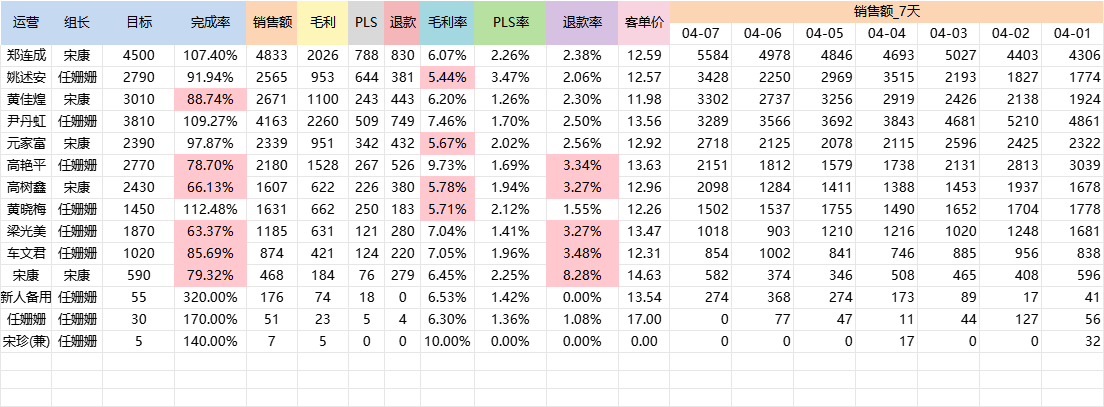 运营 组长 目标 完成率 销售额 毛利 PLS 退款 毛利率 PLS率 退款率 客单价 销售额_7天
04-07 04-06 04-05 04-04 04-03 04-02 04-01
郑连成 宋康 4500 107.40% 4833 2026 788 830 6.07% 2.26% 2.38% 12.59 5584 4978 4846 4693 5027 4403 4306
姚述安 任姗姗 2790 91.94% 2565 953 644 381 5.44% 3.47% 2.06% 12.57 3428 2250 2969 3515 2193 1827 1774
黄佳煌 宋康 3010 88.74% 2671 1100 243 443 6.20% 1.26% 2.30% 11.98 3302 2737 3256 2919 2426 2138 1924
尹丹虹 任姗姗 3810 109.27% 4163 2260 509 749 7.46% 1.70% 2.50% 13.56 3289 3566 3692 3843 4681 5210 4861
元家富 宋康 2390 97.87% 2339 951 342 432 5.67% 2.02% 2.56% 12.92 2718 2125 2078 2115 2596 2425 2322
高艳平 任姗姗 2770 78.70% 2180 1528 267 526 9.73% 1.69% 3.34% 13.63 2151 1812 1579 1738 2131 2813 3039
高树鑫 宋康 2430 66.13% 1607 622 226 380 5.78% 1.94% 3.27% 12.96 2098 1284 1411 1388 1453 1937 1678
黄晓梅 任姗姗 1450 112.48% 1631 662 250 183 5.71% 2.12% 1.55% 12.26 1502 1537 1755 1490 1652 1704 1778
梁光美 任姗姗 1870 63.37% 1185 631 121 280 7.04% 1.41% 3.27% 13.47 1018 903 1210 1216 1020 1248 1681
车文君 任姗姗 1020 85.69% 874 421 124 220 7.05% 1.96% 3.48% 12.31 854 1002 841 746 885 956 838
宋康 宋康 590 79.32% 468 184 76 279 6.45% 2.25% 8.28% 14.63 582 374 346 508 465 408 596
新人备用 任姗姗 55 320.00% 176 74 18 0 6.53% 1.42% 0.00% 13.54 274 368 274 173 89 17 41
任姗姗 任姗姗 30 170.00% 51 23 5 4 6.30% 1.36% 1.08% 17.00 0 77 47 11 44 127 56
宋珍(兼) 任姗姗 5 140.00% 7 5 0 0 10.00% 0.00% 0.00% 0.00 0 0 0 17 0 0 32